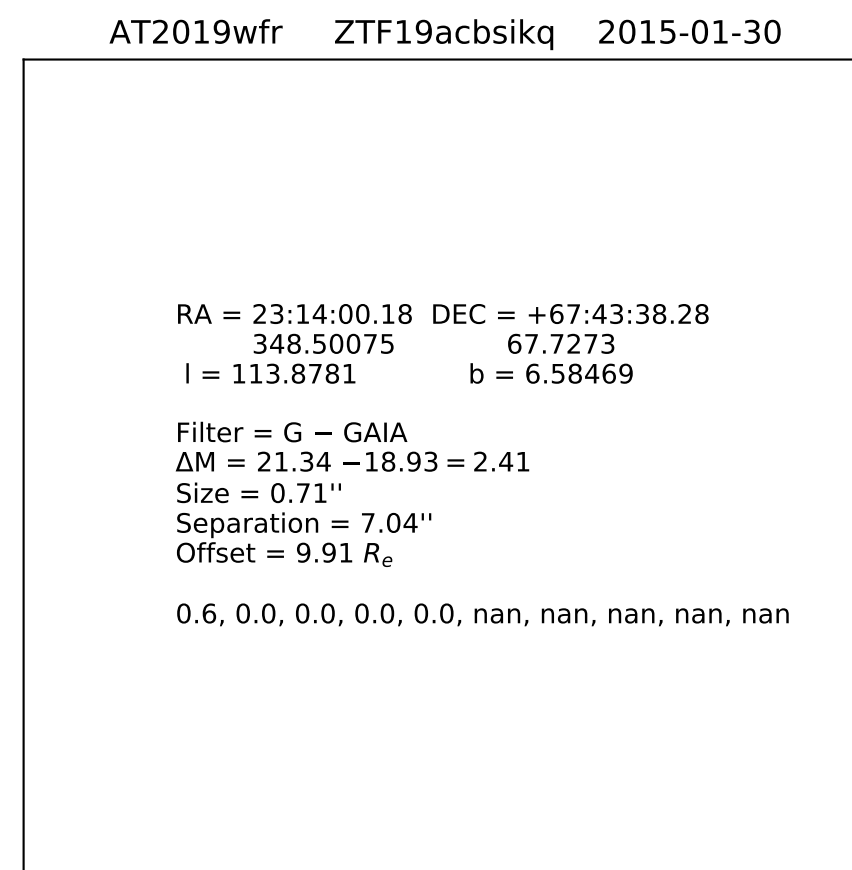 AT2019wfr ZTF19acbsikq 2015-01-30
RA = 23:14:00.18 DEC = +67:43:38.28
348.50075 67.7273
l = 113.8781 b = 6.58469
Filter = G − GAIA
ΔM = 21.34 −18.93 = 2.41
Size = 0.71''
Separation = 7.04''
Offset = 9.91 Rₑ
0.6, 0.0, 0.0, 0.0, 0.0, nan, nan, nan, nan, nan